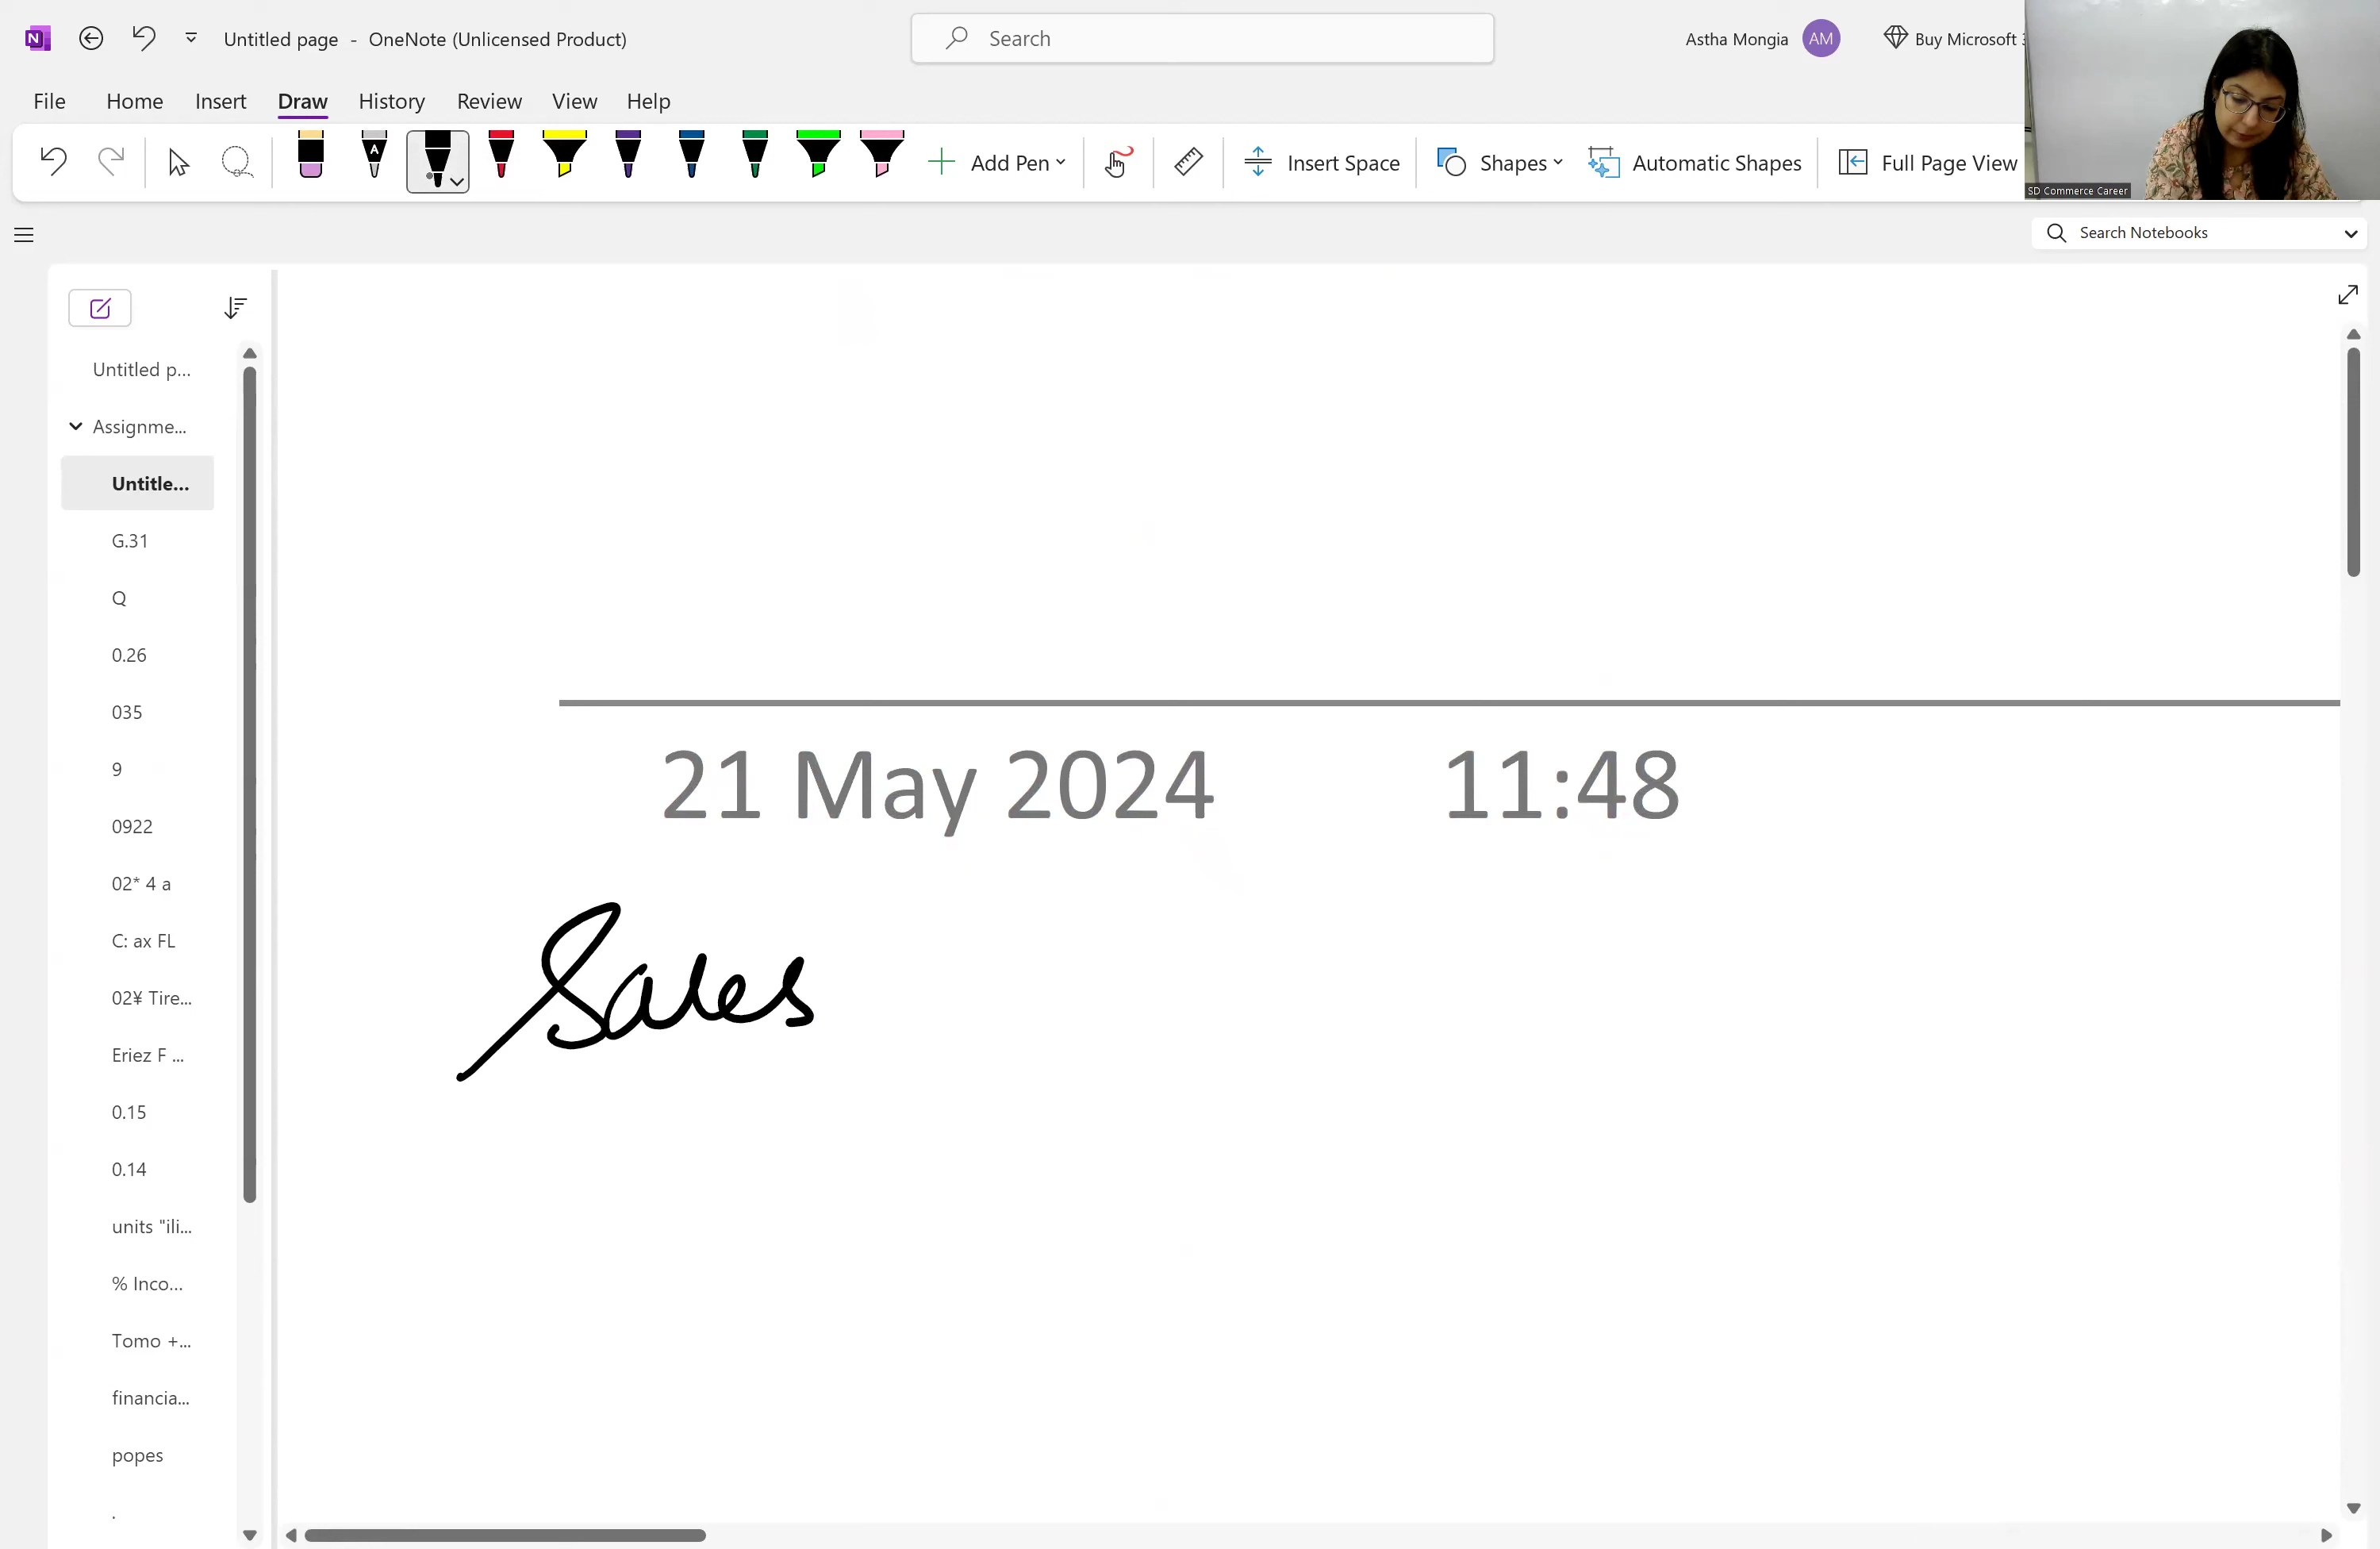 Untitled page - OneNote (Unlicensed Product)
Search
Astha Mongia AM
Buy Microsoft
File Home Insert Draw History Review View Help
A
Add Pen
Insert Space
Shapes
Automatic Shapes
Full Page View
SD Commerce Career
Search Notebooks
Untitled p...
Assignme...
Untitle...
G.31
Q
0.26
035
9
0922
02* 4 a
C: ax FL
02¥ Tire...
Eriez F ...
0.15
0.14
units "ili...
% Inco...
Tomo +...
financia...
popes
.
21 May 2024 11:48
Sales